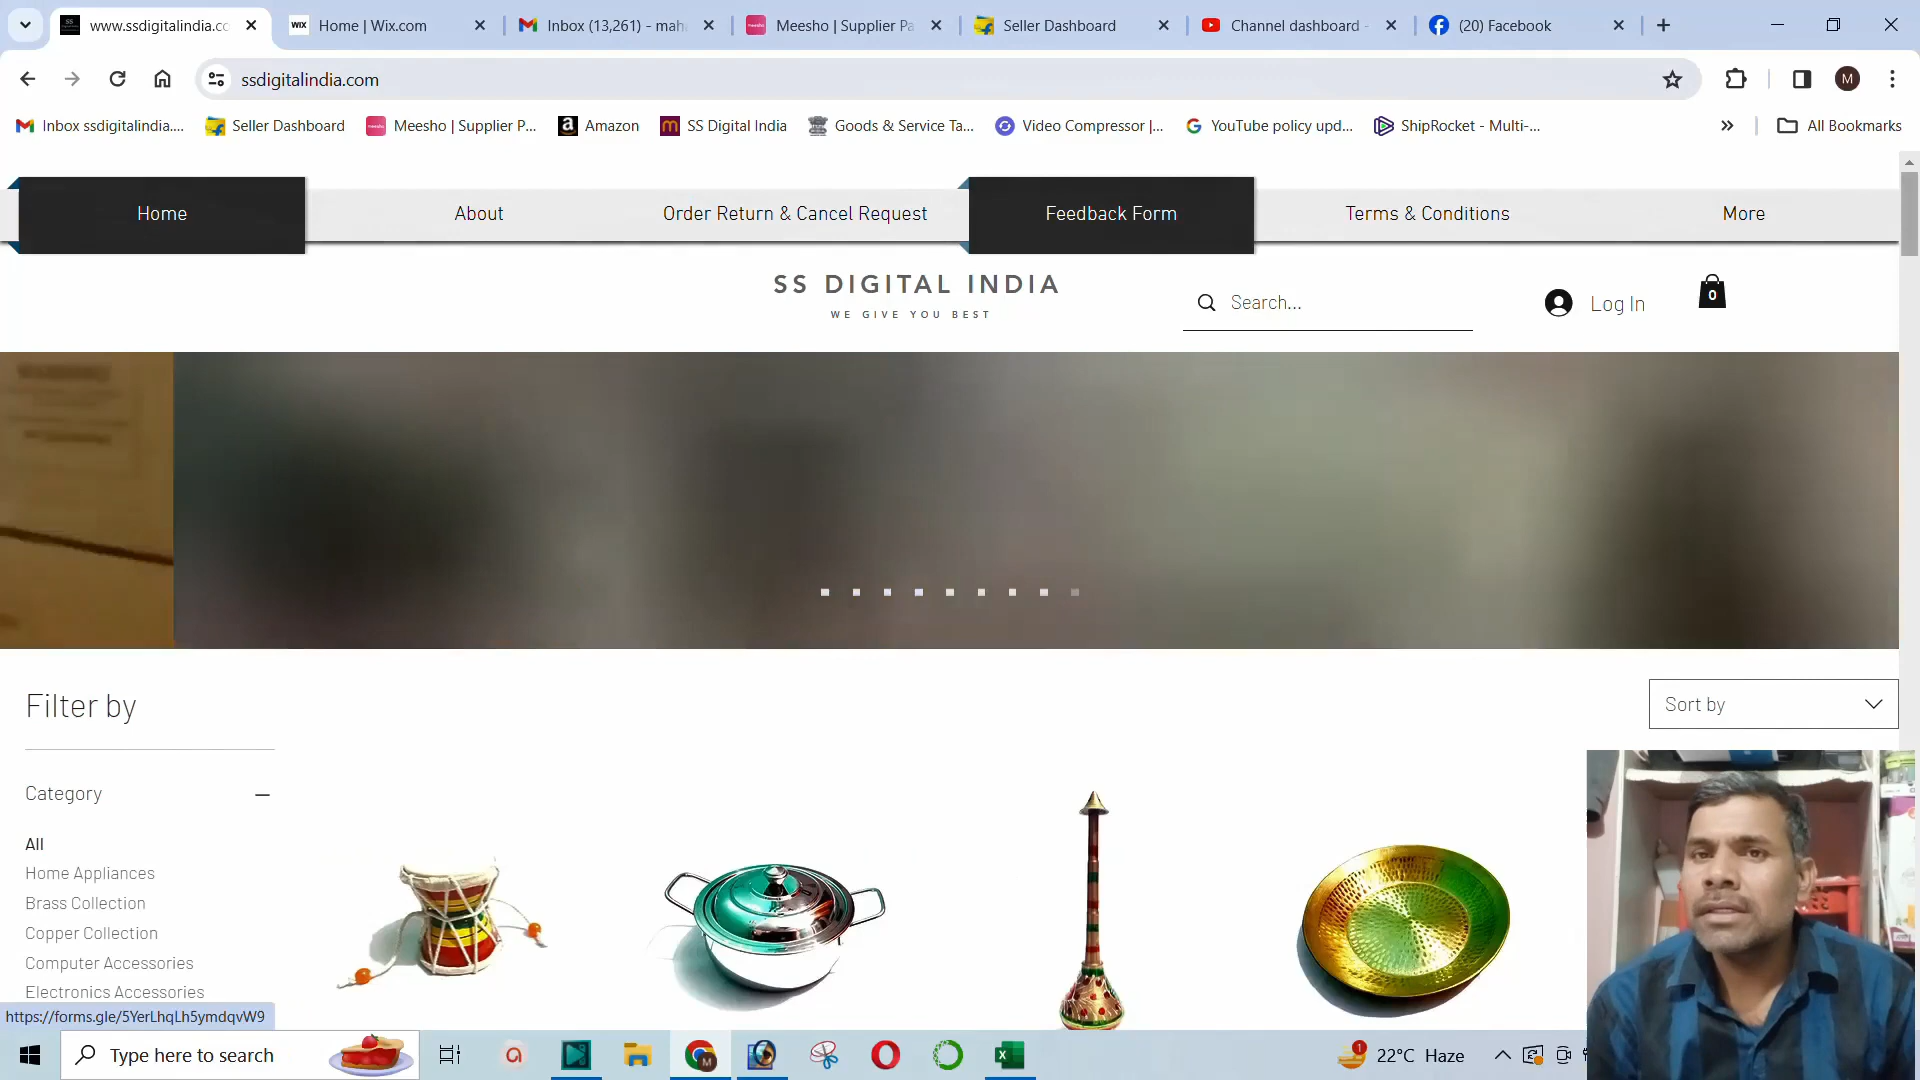 www.ssdigitalindia.co
Home | Wix.com
Inbox (13,261) - mah
Meesho | Supplier Pa
Seller Dashboard
Channel dashboard -
(20) Facebook
ssdigitalindia.com
M
Inbox ssdigitalindia....
Seller Dashboard
Meesho | Supplier P...
Amazon
SS Digital India
Goods & Service Ta...
Video Compressor |...
YouTube policy upd...
ShipRocket - Multi-...
All Bookmarks
Home
About
Order Return & Cancel Request
Feedback Form
Terms & Conditions
More
SS DIGITAL INDIA
WE GIVE YOU BEST
Search...
Log In
0
Filter by
Sort by
Category
All
Home Appliances
Brass Collection
Copper Collection
Computer Accessories
Electronics Accessories
https://forms.gle/5YerLhqLh5ymdqvW9
Type here to search
1
22°C Haze